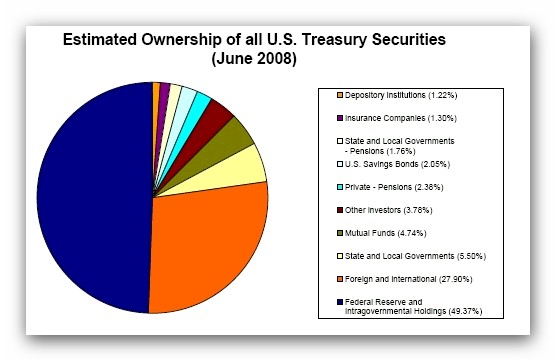 Estimated Ownership of all U.S. Treasury Securities
(June 2008)
Depository Institutions (1.22%)
Insurance Companies (1.30%)
State and Local Governments
- Pensions (1.76%)
U.S. Savings Bonds (2.05%)
Private - Pensions (2.38%)
Other Investors (3.78%)
Mutual Funds (4.74%)
State and Local Governments (5.50%)
Foreign and International (27.90%)
Federal Reserve and
Intragovernmental Holdings (49.37%)